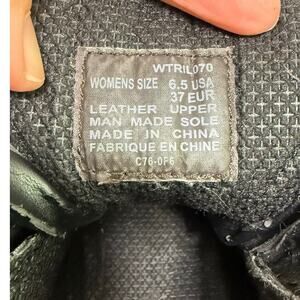 WTRIL070
WOMENS SIZE 6.5 USA
37 EUR
LEATHER UPPER
MAN MADE SOLE
MADE IN CHINA
FABRIQUE EN CHINE
C76-0F6